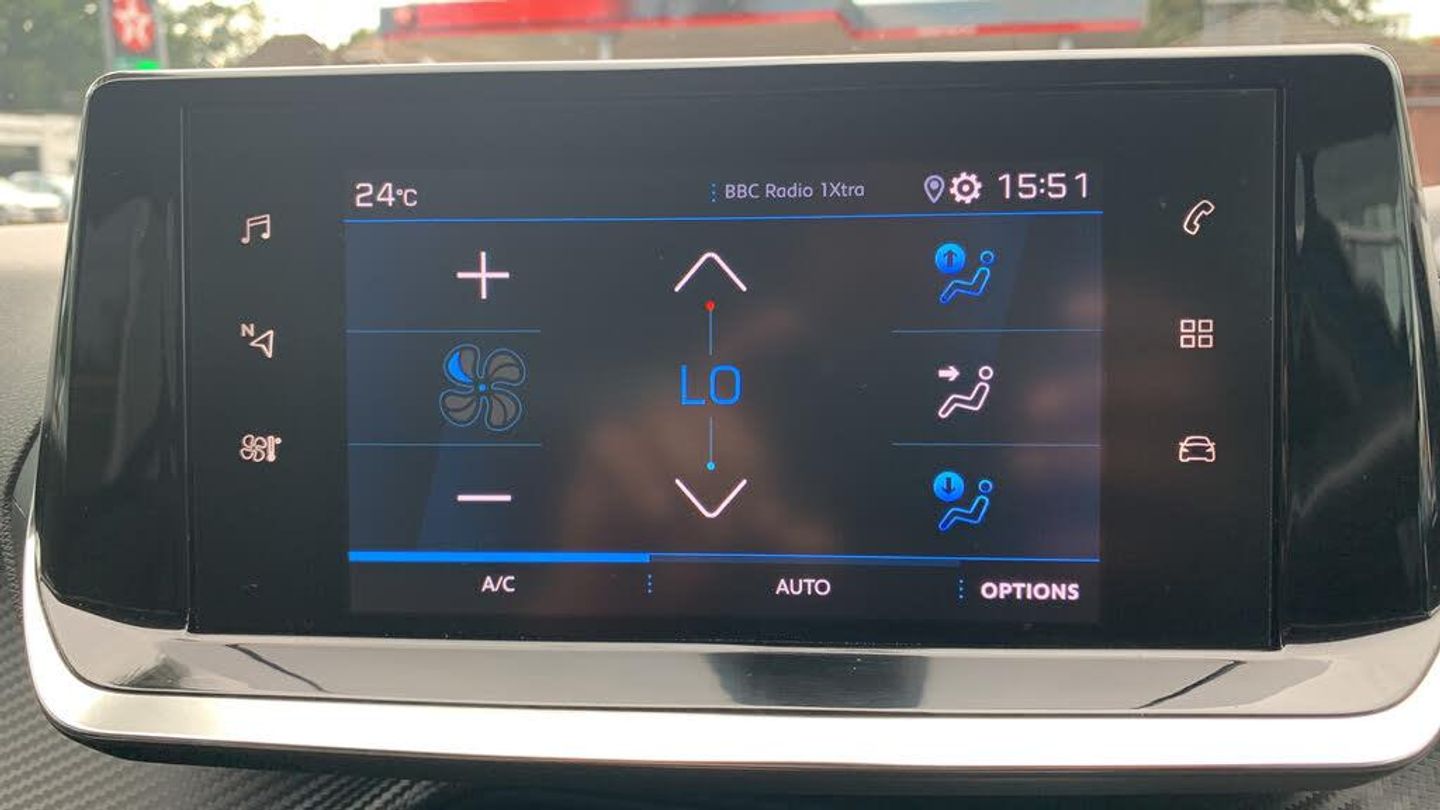 24°C
BBC Radio 1Xtra
15:51
N
LO
A/C
AUTO
OPTIONS